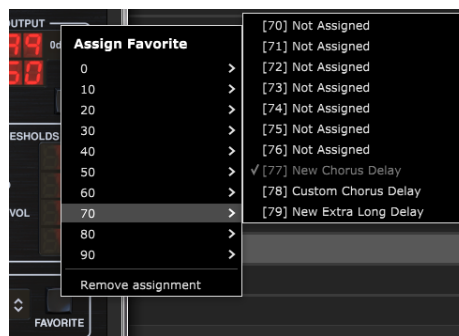 OUTPUT
0d
ESHOLDS
VOL
FAVORITE
Assign Favorite
0
10
20
30
40
50
60
70
80
90
Remove assignment
[70] Not Assigned
[71] Not Assigned
[72] Not Assigned
[73] Not Assigned
[74] Not Assigned
[75] Not Assigned
[76] Not Assigned
✓[77] New Chorus Delay
[78] Custom Chorus Delay
[79] New Extra Long Delay